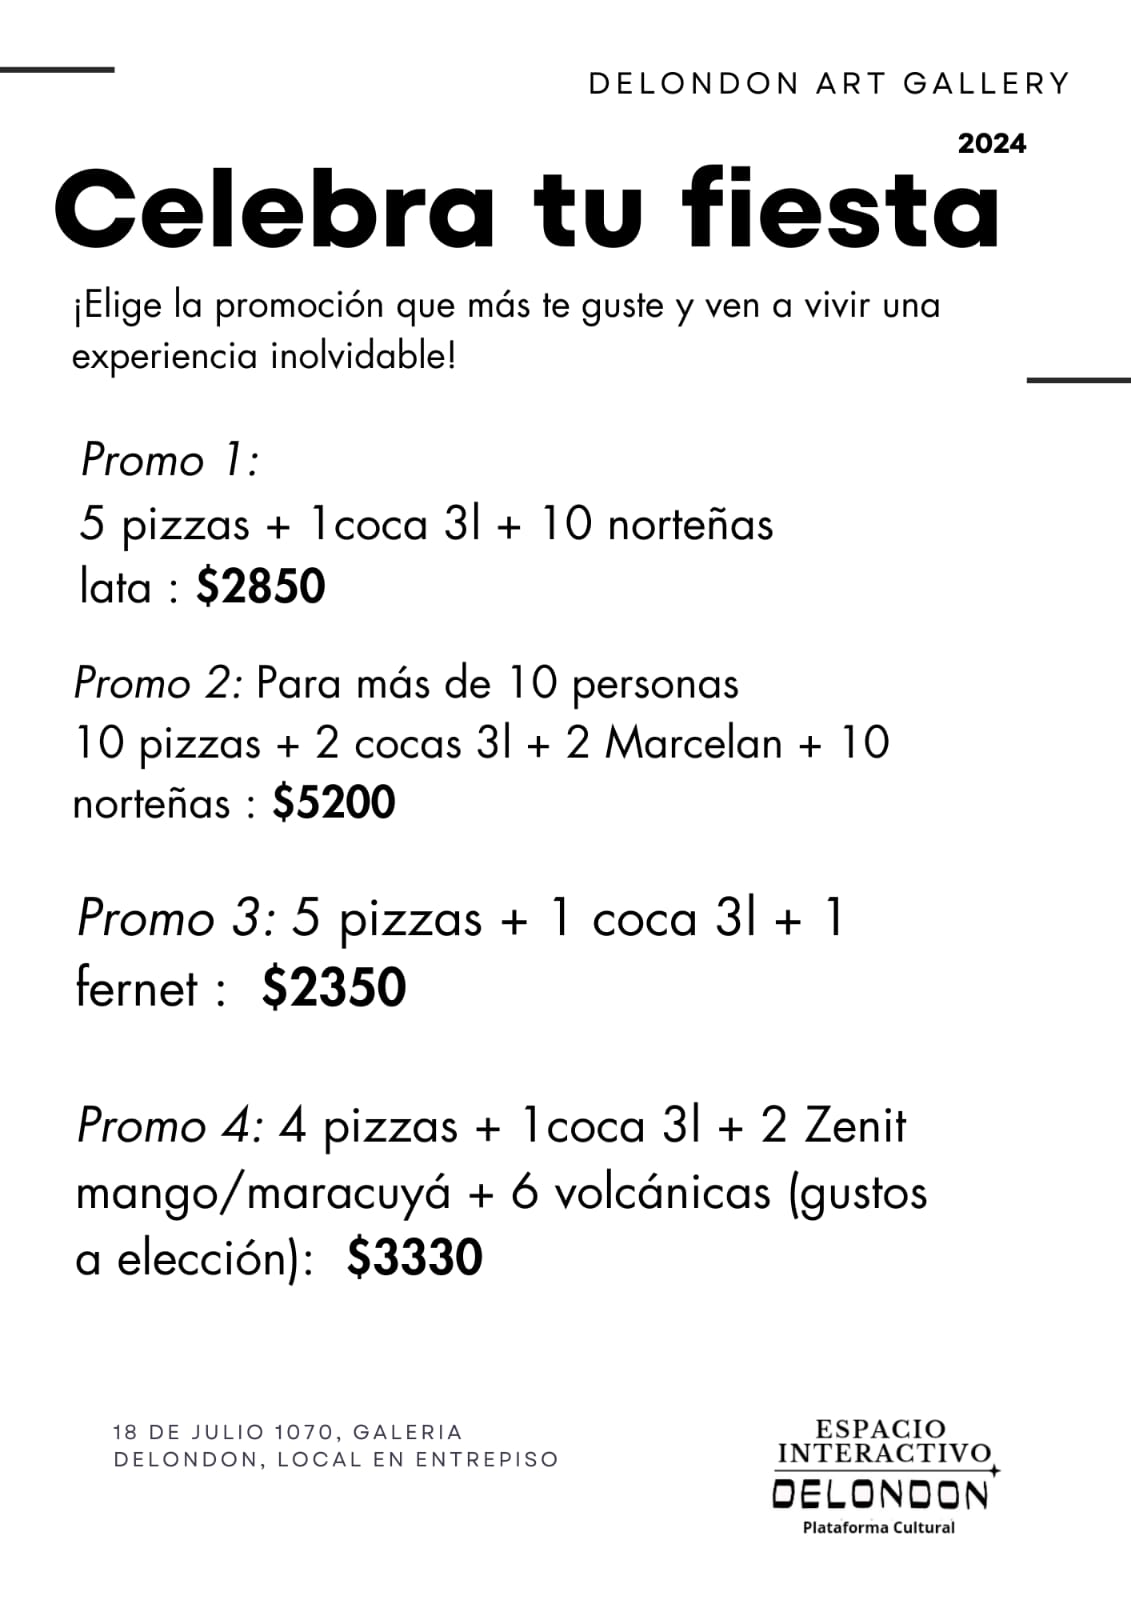 DELONDON ART GALLERY
2024
Celebra tu fiesta
¡Elige la promoción que más te guste y ven a vivir una
experiencia inolvidable!
Promo 1:
5 pizzas + 1coca 3l + 10 norteñas
lata : $2850
Promo 2: Para más de 10 personas
10 pizzas + 2 cocas 3l + 2 Marcelan + 10
norteñas : $5200
Promo 3: 5 pizzas + 1 coca 3l + 1
fernet : $2350
Promo 4: 4 pizzas + 1coca 3l + 2 Zenit
mango/maracuyá + 6 volcánicas (gustos
a elección): $3330
18 DE JULIO 1070, GALERIA
DELONDON, LOCAL EN ENTREPISO
ESPACIO
INTERACTIVO
DELONDON
Plataforma Cultural